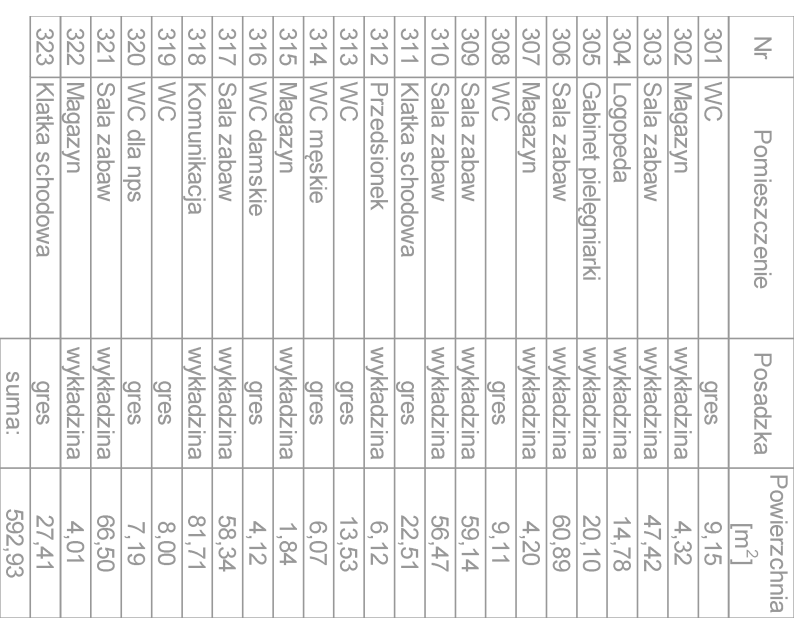 Nr Pomieszczenie Posadzka Powierzchnia [m²]
301 WC gres 9,15
302 Magazyn wykładzina 4,32
303 Sala zabaw wykładzina 47,42
304 Logopeda wykładzina 14,78
305 Gabinet pielęgniarki wykładzina 20,10
306 Sala zabaw wykładzina 60,89
307 Magazyn wykładzina 4,20
308 WC gres 9,11
309 Sala zabaw wykładzina 59,14
310 Sala zabaw wykładzina 56,47
311 Klatka schodowa gres 22,51
312 Przedsionek wykładzina 6,12
313 WC gres 13,53
314 WC męskie gres 6,07
315 Magazyn wykładzina 1,84
316 WC damskie gres 4,12
317 Sala zabaw wykładzina 58,34
318 Komunikacja wykładzina 81,71
319 WC gres 8,00
320 WC dla nps gres 7,19
321 Sala zabaw wykładzina 66,50
322 Magazyn wykładzina 4,01
323 Klatka schodowa gres 27,41
suma: 592,93